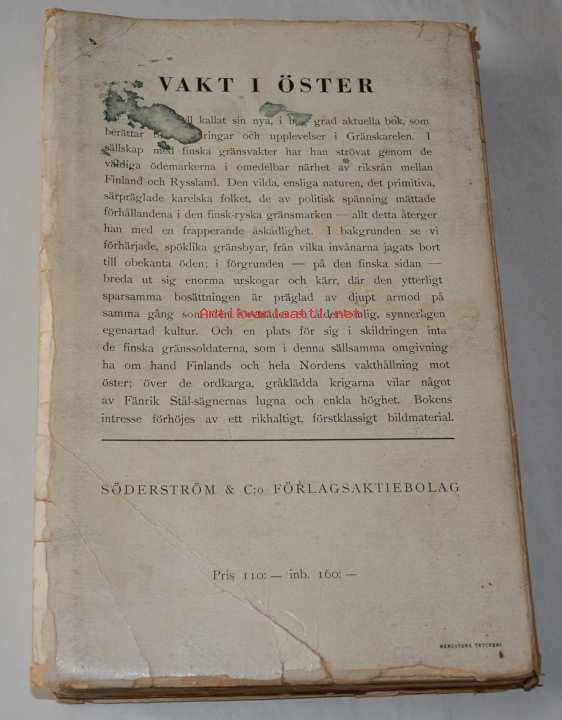 VAKT I ÖSTER
kallat sin nya, i grad aktuella bok, som
berättar och upplevelser i Gränskarelen. I
sällskap med finska gränsvakter har han strövat genom de
väldiga ödemarkerna i omedelbar närhet av riksrån mellan
Finland och Ryssland. Den vilda, ensliga naturen, det primitiva,
särpräglade karelska folket, de av politisk spänning mättade
förhållandena i den finsk-ryska gränsmarken — allt detta återger
han med en frapperande åskådlighet. I bakgrunden se vi
förhärjade, spöklika gränsbyar, från vilka invånarna jagats bort
till obekanta öden; i förgrunden — på den finska sidan —
breda ut sig enorma urskogar och kärr, där den ytterligt
sparsamma bosättningen är präglad av djupt armod på
samma gång som den synnerligen
Antikvariaatti.net
egenartad kultur. Och en plats för sig i skildringen inta
de finska gränssoldaterna, som i denna sällsamma omgivning
ha om hand Finlands och hela Nordens vakthållning mot
öster; över de ordkarga, gråklädda krigarna vilar något
av Fänrik Stål-sägnernas lugna och enkla höghet. Bokens
intresse förhöjes av ett rikhaltigt, förstklassigt bildmaterial.
SÖDERSTRÖM & C:o FÖRLAGSAKTIEBOLAG
Pris 110:— inb. 160:—
MERCATORS TRYCKERI